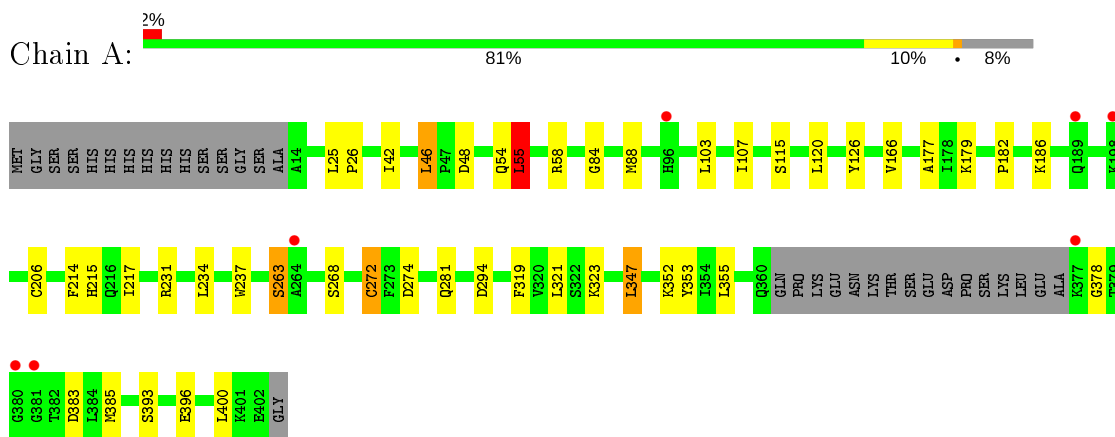 2%
Chain A:
81% 10% • 8%
MET GLY SER SER HIS HIS HIS HIS HIS HIS SER SER GLY SER ALA A14 L25 P26 I42 L46 P47 D48 Q54 L55 R58 G84 M88 H96 L103 I107 S115 L120 Y126 V166 A177 I178 K179 P182 K186 Q189 K198
C206 F214 H215 Q216 I217 R231 L234 W237 S263 A264 S268 C272 F273 D274 Q281 D294 F319 V320 L321 S322 K323 L347 K352 Y353 I354 L355 Q360 GLN PRO LYS GLU ASN LYS THR SER GLU ASP PRO SER LYS LEU GLU ALA K377 G378 T379
G380 G381 T382 D383 L384 M385 S393 E396 L400 K401 E402 GLY